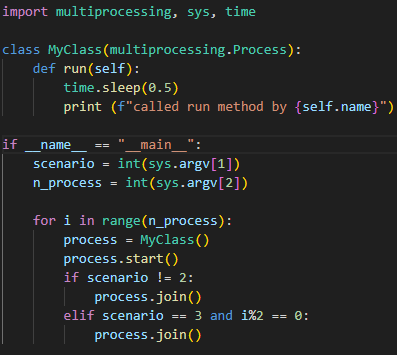 import multiprocessing, sys, time
class MyClass(multiprocessing.Process):
    def run(self):
        time.sleep(0.5)
        print (f"called run method by {self.name}")
if __name__ == "__main__":
    scenario = int(sys.argv[1])
    n_process = int(sys.argv[2])
    for i in range(n_process):
        process = MyClass()
        process.start()
        if scenario != 2:
            process.join()
        elif scenario == 3 and i%2 == 0:
            process.join()